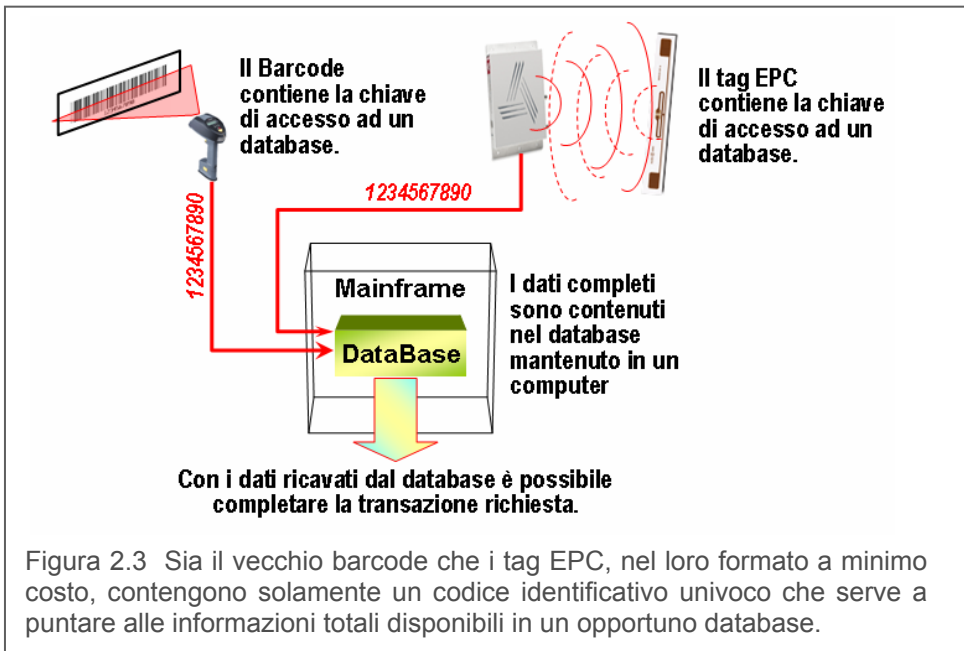 Il Barcode
contiene la chiave
di accesso ad un
database.
Il tag EPC
contiene la chiave
di accesso ad un
database.
1234567890
1234567890
Mainframe
DataBase
I dati completi
sono contenuti
nel database
mantenuto in un
computer
Con i dati ricavati dal database è possibile
completare la transazione richiesta.
Figura 2.3 Sia il vecchio barcode che i tag EPC, nel loro formato a minimo
costo, contengono solamente un codice identificativo univoco che serve a
puntare alle informazioni totali disponibili in un opportuno database.